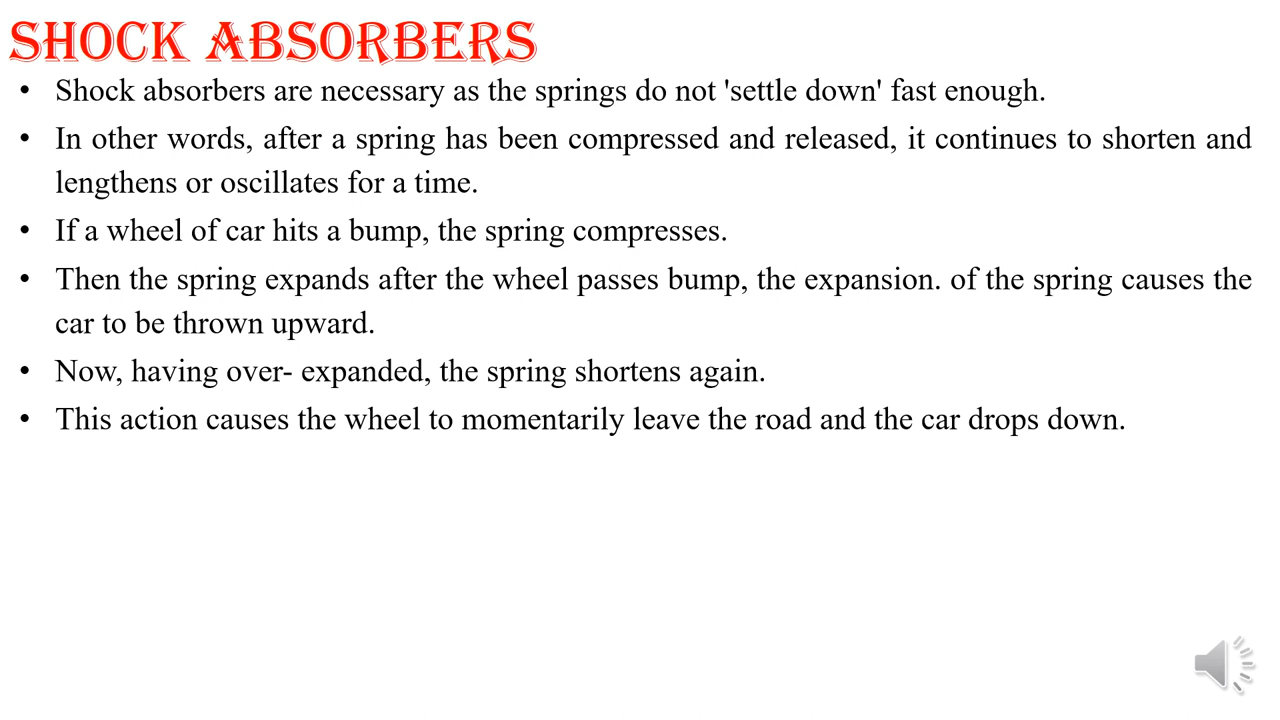 SHOCK ABSORBERS
• Shock absorbers are necessary as the springs do not 'settle down' fast enough.
• In other words, after a spring has been compressed and released, it continues to shorten and
lengthens or oscillates for a time.
• If a wheel of car hits a bump, the spring compresses.
• Then the spring expands after the wheel passes bump, the expansion. of the spring causes the
car to be thrown upward.
• Now, having over- expanded, the spring shortens again.
• This action causes the wheel to momentarily leave the road and the car drops down.